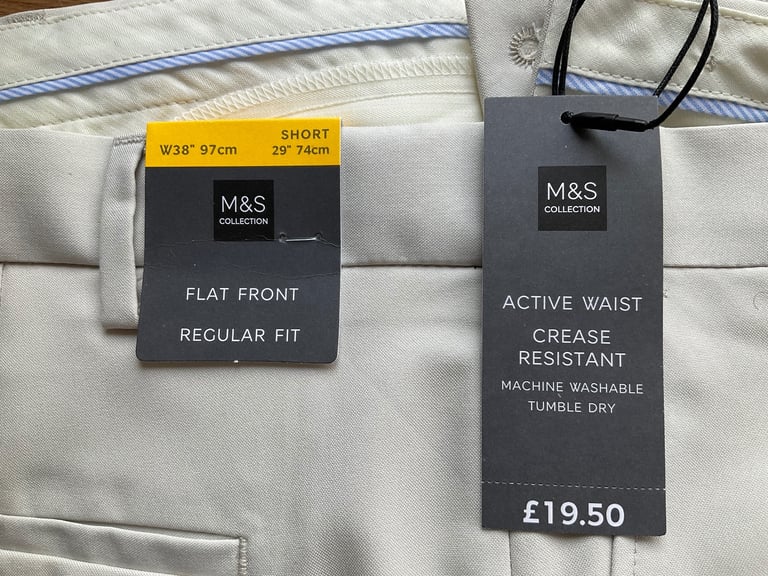 SHORT
W38" 97cm
29" 74cm
M&S
COLLECTION
FLAT FRONT
REGULAR FIT
M&S
COLLECTION
ACTIVE WAIST
CREASE
RESISTANT
MACHINE WASHABLE
TUMBLE DRY
£19.50